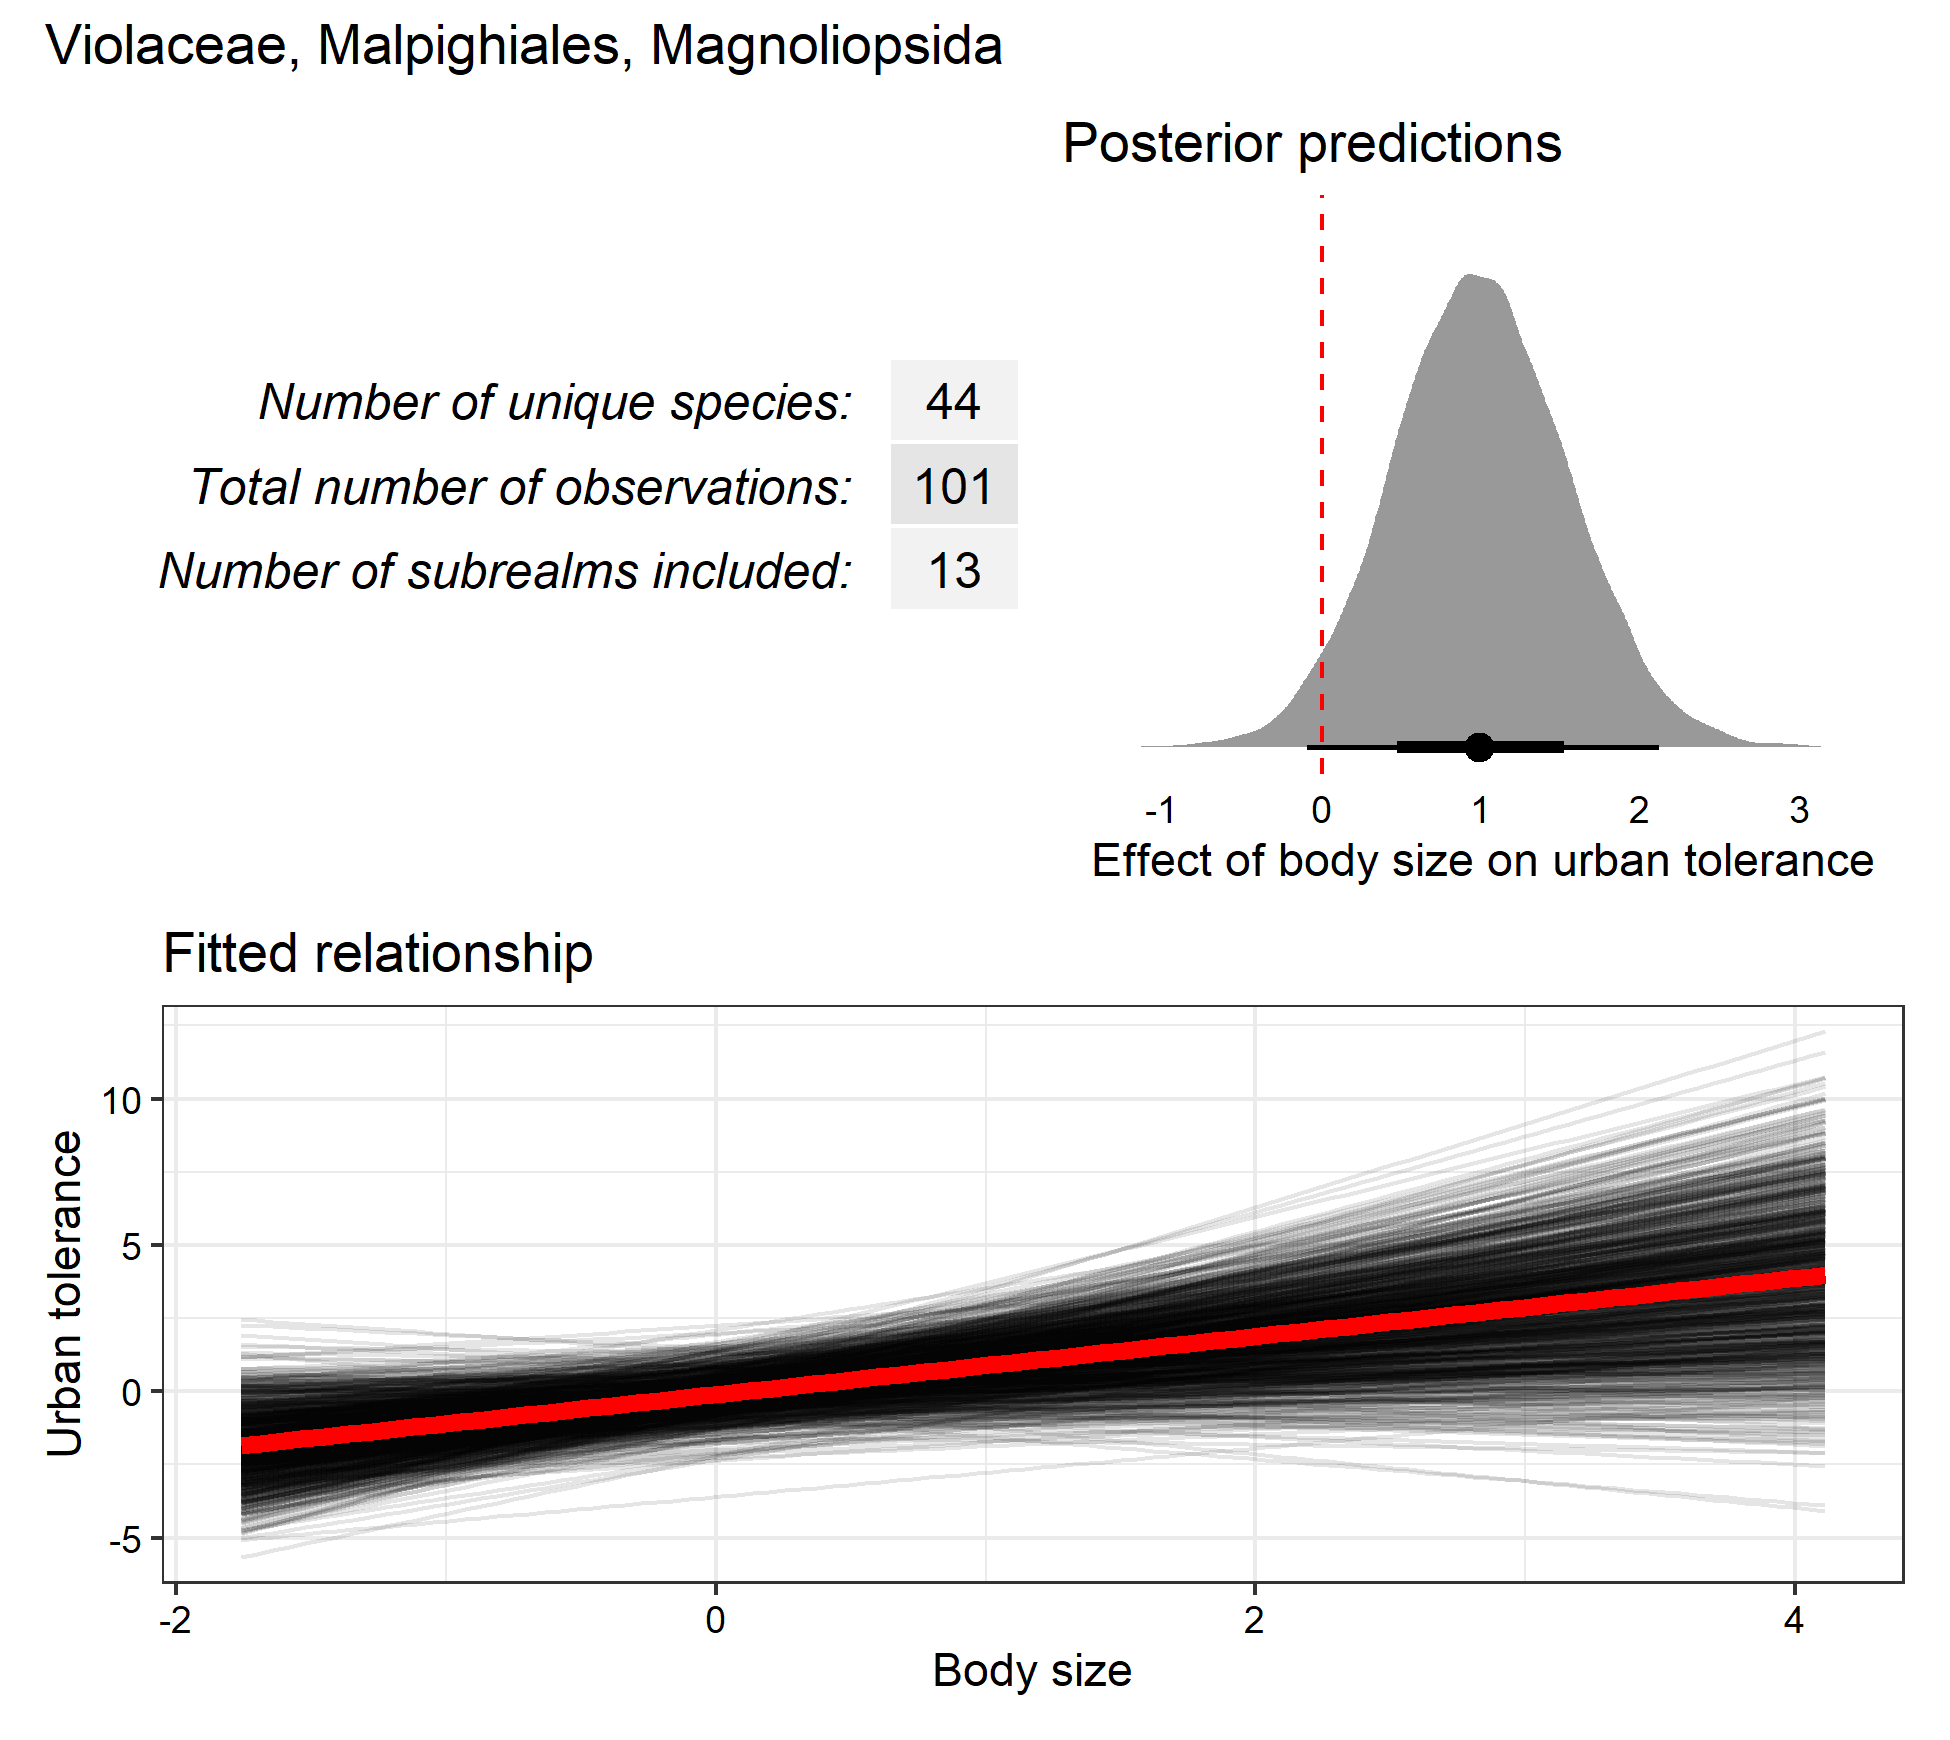 Violaceae, Malpighiales, Magnoliopsida
Posterior predictions
Number of unique species: 44
Total number of observations: 101
Number of subrealms included: 13
-1 0 1 2 3
Effect of body size on urban tolerance
Fitted relationship
Urban tolerance
10
5
0
-5
-2 0 2 4
Body size